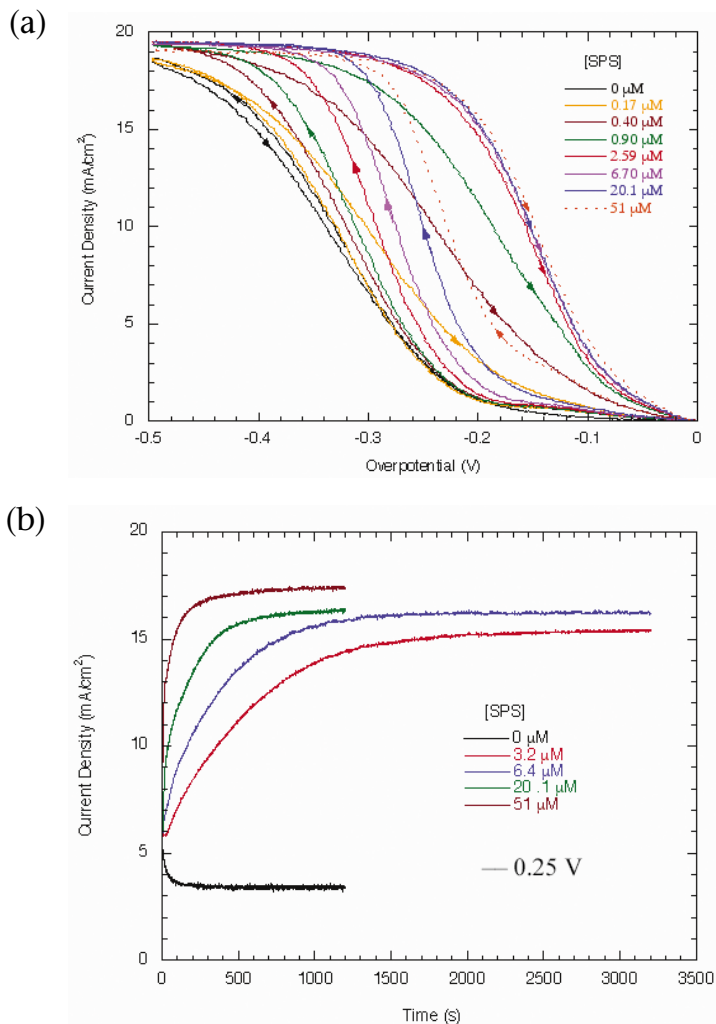 (a)
20
15
10
5
0
Current Density (mA/cm²)
-0.5
-0.4
-0.3
-0.2
-0.1
0
Overpotential (V)
[SPS]
0 µM
0.17 µM
0.40 µM
0.90 µM
2.59 µM
6.70 µM
20.1 µM
51 µM
(b)
20
15
10
5
0
Current Density (mA/cm²)
0
500
1000
1500
2000
2500
3000
3500
Time (s)
[SPS]
0 µM
3.2 µM
6.4 µM
20 .1 µM
51 µM
— 0.25 V